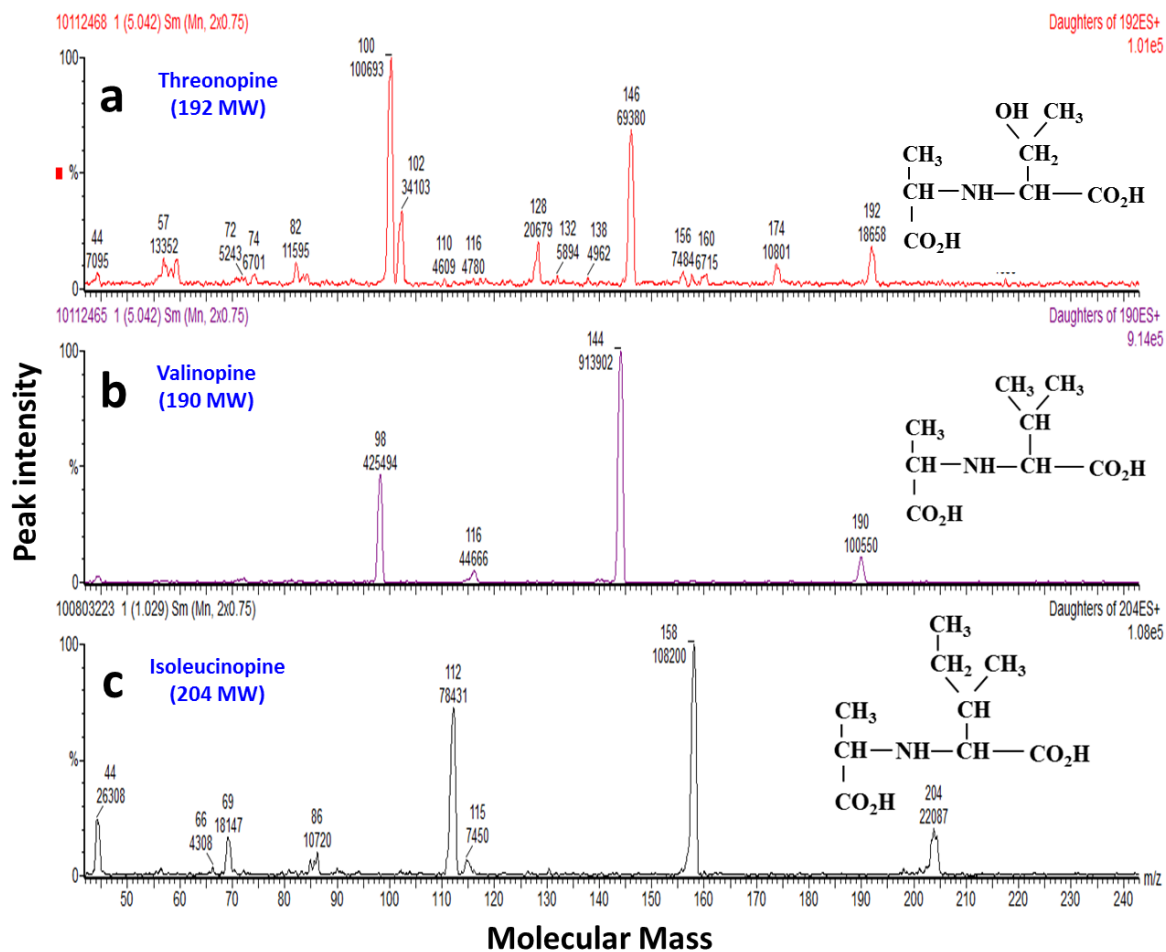 10112468 1 (5.042) Sm (Mn, 2x0.75)
Daughters of 192ES+
1.01e5
a
Threonopine
(192 MW)
100
%
0
44
7095
57
13352
72
5243
74
6701
82
11595
100
100693
102
34103
110
4609
116
4780
128
20679
132
5894
138
4962
146
69380
156
7484
160
6715
174
10801
192
18658
OH CH₃
CH₃ CH₂
CH—NH—CH—CO₂H
CO₂H
10112465 1 (5.042) Sm (Mn, 2x0.75)
Daughters of 190ES+
9.14e5
b
Valinopine
(190 MW)
100
%
0
98
425494
116
44666
144
913902
190
100550
CH₃ CH₃
CH₃ CH
CH—NH—CH—CO₂H
CO₂H
100803223 1 (1.029) Sm (Mn, 2x0.75)
Daughters of 204ES+
1.08e5
c
Isoleucinopine
(204 MW)
100
%
0
44
26308
66
4308
69
18147
86
10720
112
78431
115
7450
158
108200
204
22087
CH₃
CH₂ CH₃
CH₃ CH
CH—NH—CH—CO₂H
CO₂H
50 60 70 80 90 100 110 120 130 140 150 160 170 180 190 200 210 220 230 240
m/z
Peak intensity
Molecular Mass